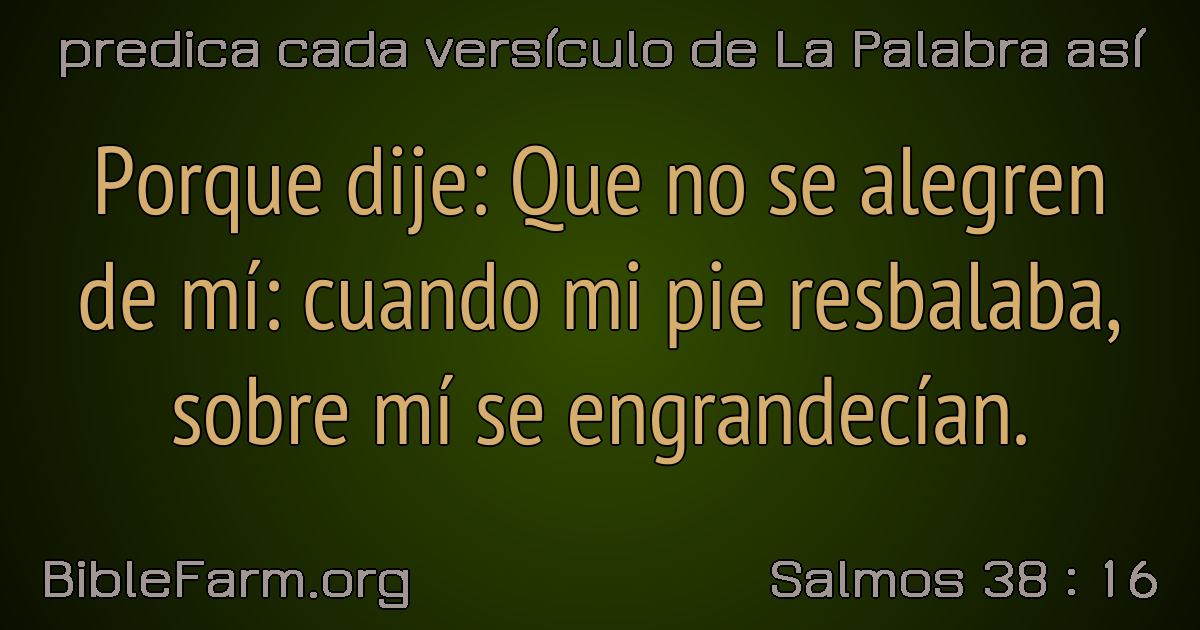 predica cada versículo de La Palabra así
Porque dije: Que no se alegren
de mí: cuando mi pie resbalaba,
sobre mí se engrandecían.
BibleFarm.org
Salmos 38 : 16